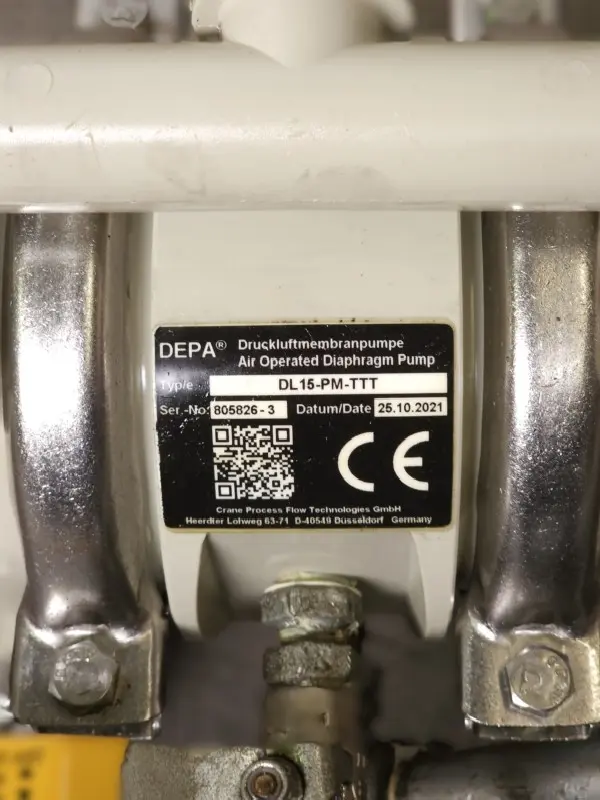 DEPA® Druckluftmembranpumpe
Air Operated Diaphragm Pump
Typ/e DL15-PM-TTT
Ser.-No: 805826-3 Datum/Date 25.10.2021
CE
Crane Process Flow Technologies GmbH
Heerdter Lohweg 63-71 D-40549 Düsseldorf Germany